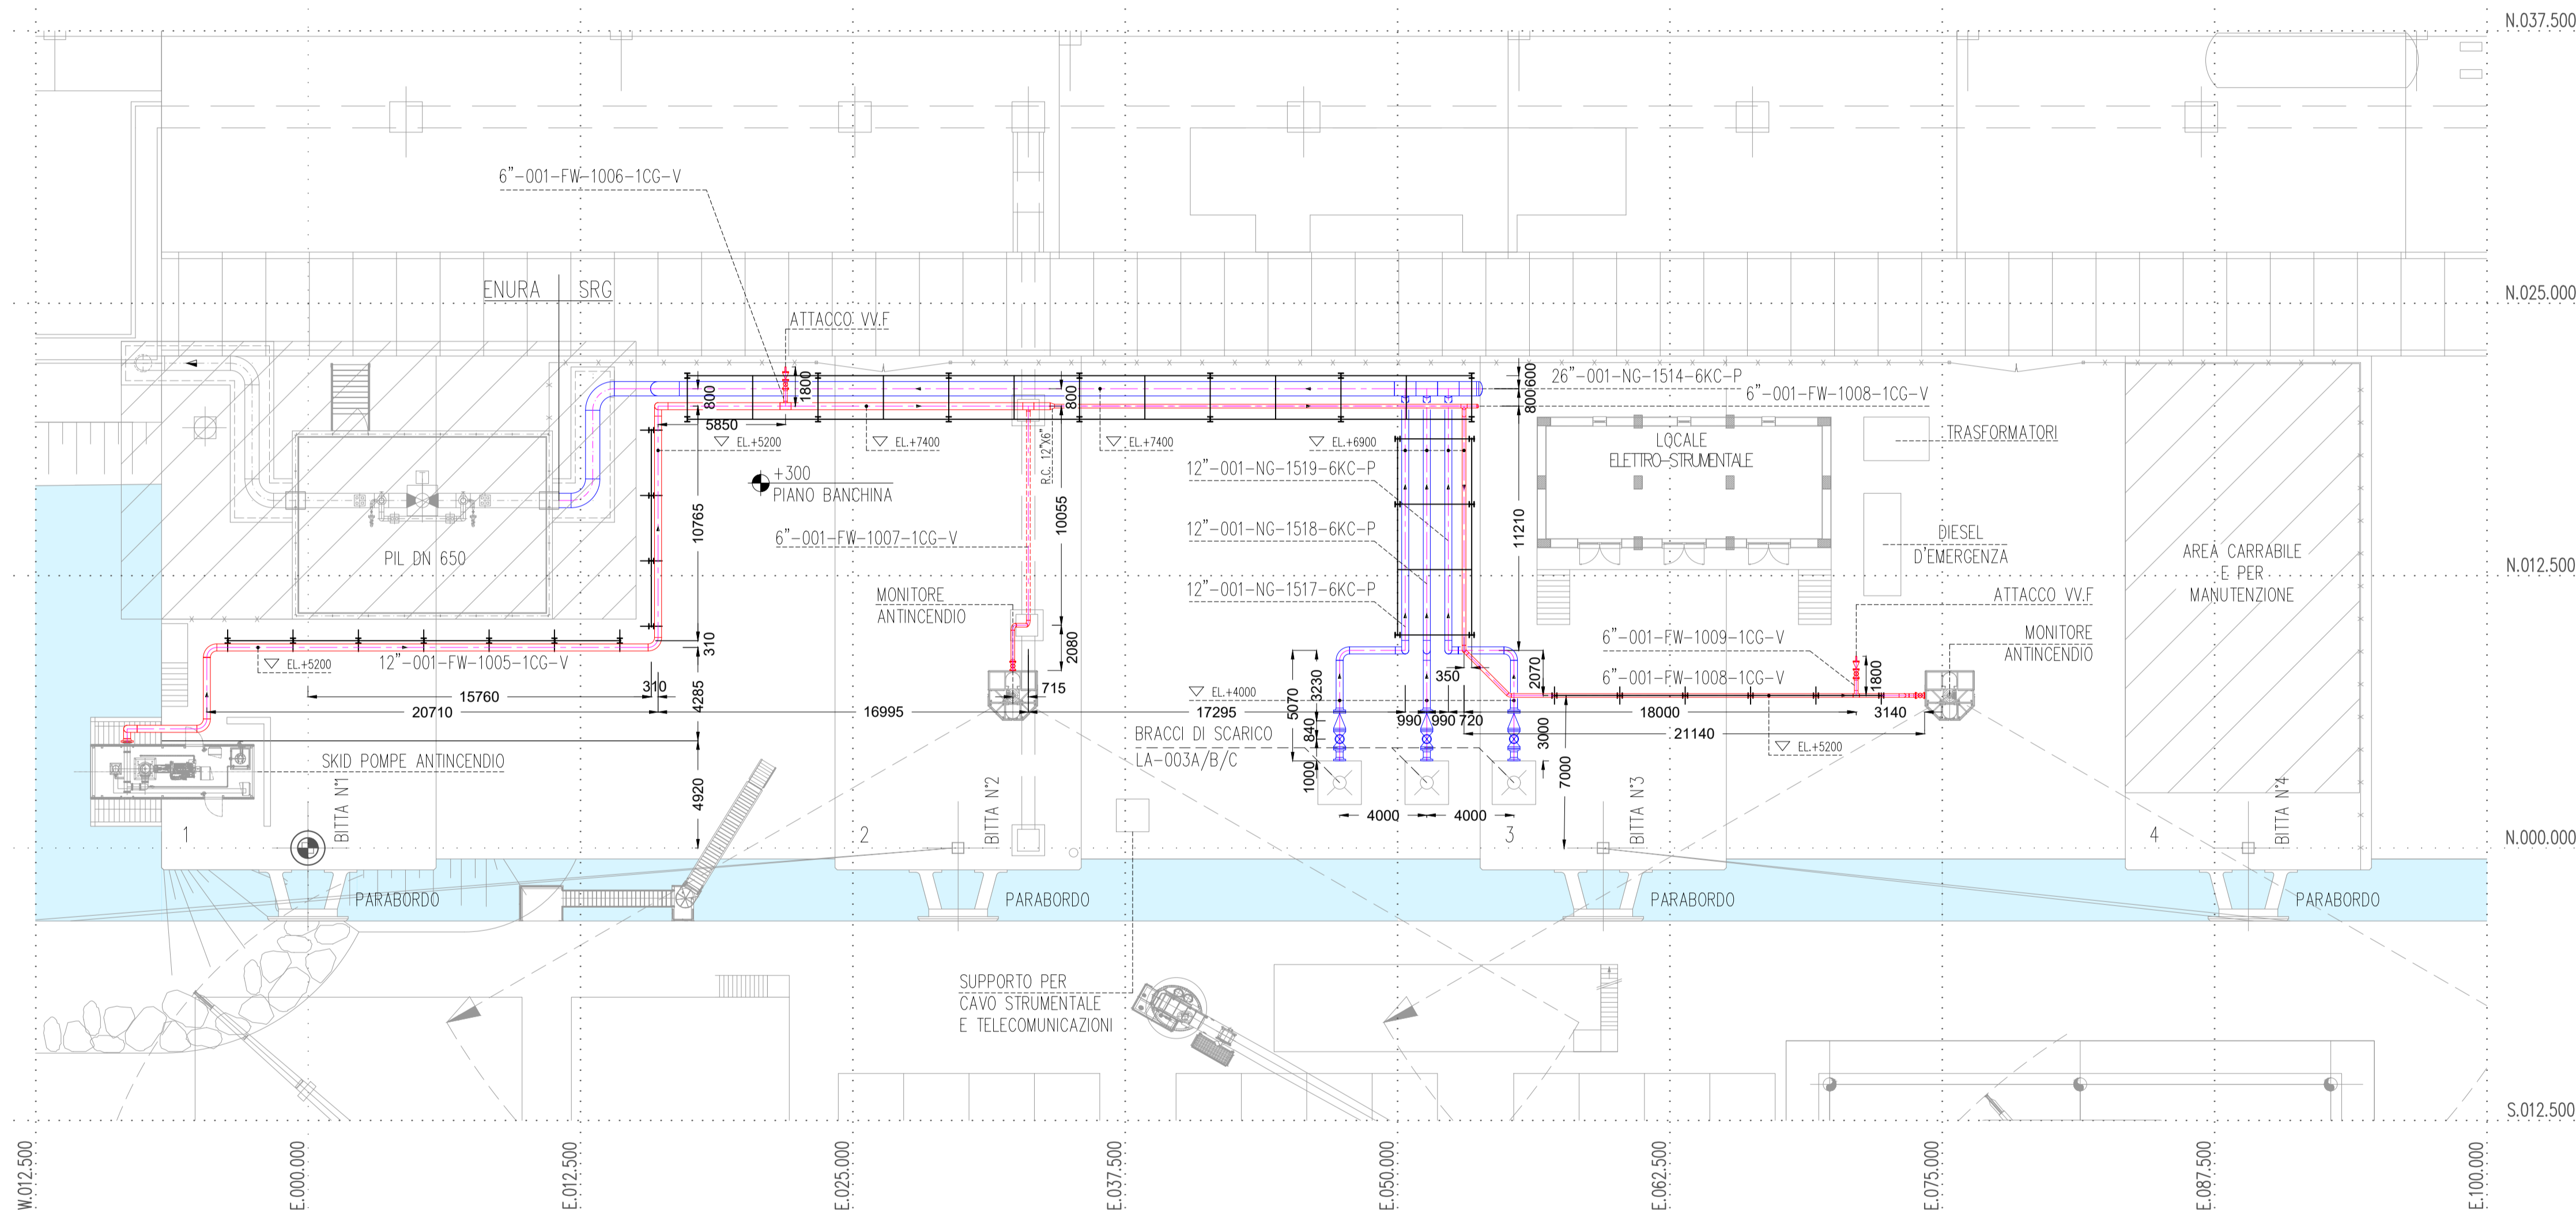 N.037.500
6"-001-FW-1006-1CG-V
ENURA
SRG
N.025.000
ATTACCO VV.F
800
1800
5850
800
600
800
26"-001-NG-1514-6KC-P
6"-001-FW-1008-1CG-V
EL.+5200
EL.+7400
R.C. 12"X6"
EL.+7400
EL.+6900
LOCALE
ELETTRO-STRUMENTALE
TRASFORMATORI
+300
PIANO BANCHINA
12"-001-NG-1519-6KC-P
10765
10055
11210
6"-001-FW-1007-1CG-V
12"-001-NG-1518-6KC-P
PIL DN 650
DIESEL
D'EMERGENZA
AREA CARRABILE
E PER
MANUTENZIONE
N.012.500
MONITORE
ANTINCENDIO
12"-001-NG-1517-6KC-P
ATTACCO VV.F
310
2080
6"-001-FW-1009-1CG-V
MONITORE
ANTINCENDIO
EL.+5200
12"-001-FW-1005-1CG-V
6"-001-FW-1008-1CG-V
15760
310
4285
715
EL.+4000
5070
3230
350
2070
1800
20710
16995
17295
990
990
720
18000
3140
840
BRACCI DI SCARICO
LA-003A/B/C
3000
21140
EL.+5200
SKID POMPE ANTINCENDIO
4920
1000
7000
4000
4000
1
BITTA N°1
2
BITTA N°2
3
BITTA N°3
4
BITTA N°4
N.000.000
PARABORDO
PARABORDO
PARABORDO
PARABORDO
SUPPORTO PER
CAVO STRUMENTALE
E TELECOMUNICAZIONI
S.012.500
W.012.500
E.000.000
E.012.500
E.025.000
E.037.500
E.050.000
E.062.500
E.075.000
E.087.500
E.100.000